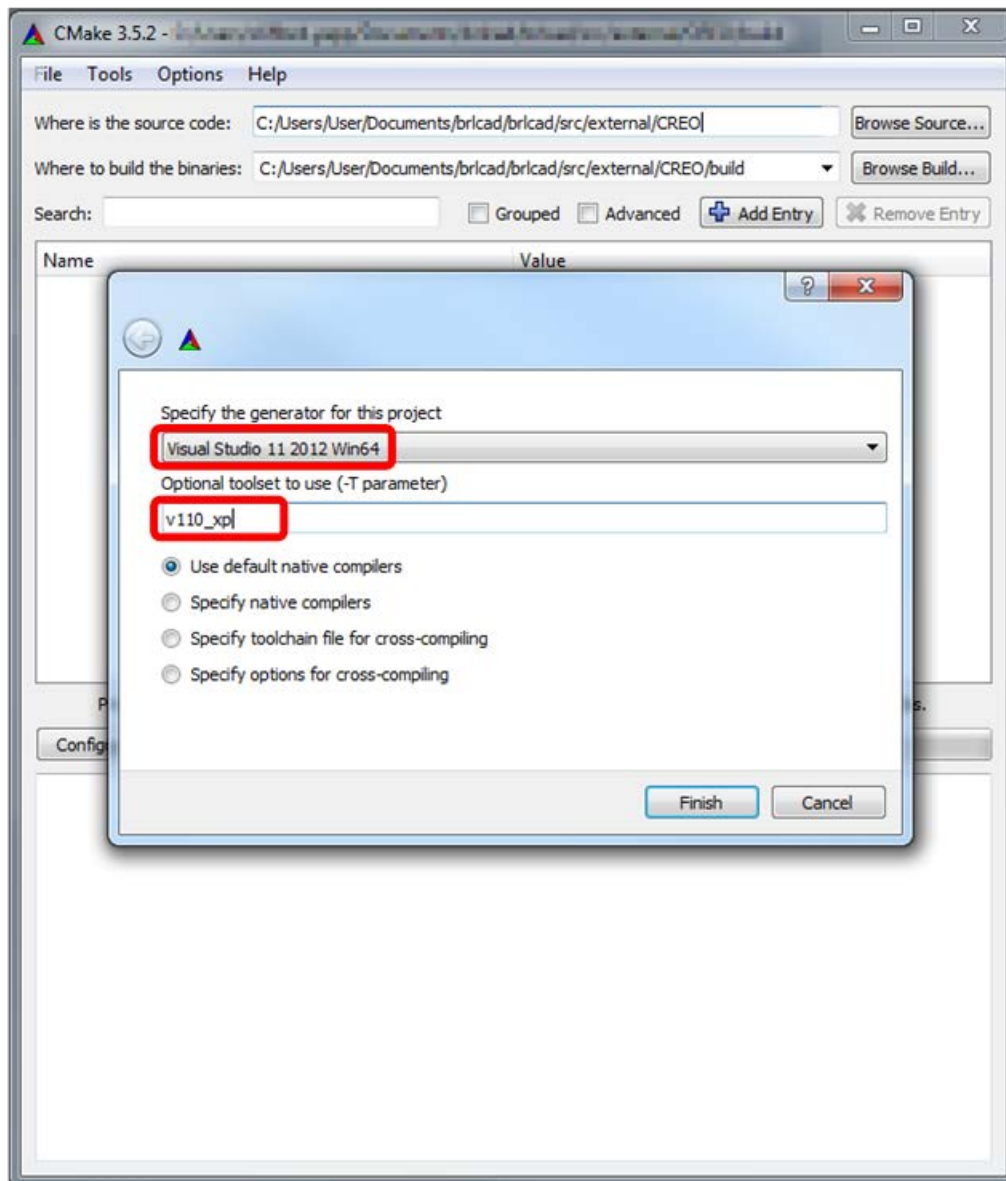 CMake 3.5.2 -
File Tools Options Help
Where is the source code: C:/Users/User/Documents/brlcad/brlcad/src/external/CREO Browse Source...
Where to build the binaries: C:/Users/User/Documents/brlcad/brlcad/src/external/CREO/build Browse Build...
Search: Grouped Advanced Add Entry Remove Entry
Name Value
Specify the generator for this project
Visual Studio 11 2012 Win64
Optional toolset to use (-T parameter)
v110_xp
Use default native compilers
Specify native compilers
Specify toolchain file for cross-compiling
Specify options for cross-compiling
Finish Cancel